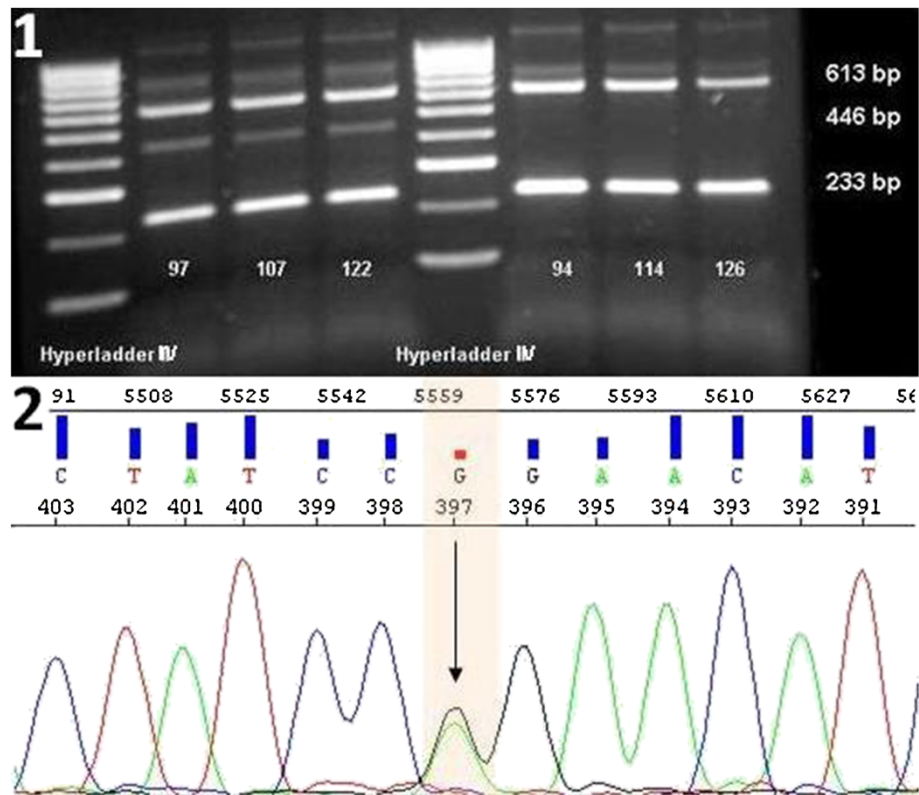 1
613 bp
446 bp
233 bp
97 107 122 94 114 126
Hyperladder IV Hyperladder IV
2
91 5508 5525 5542 5559 5576 5593 5610 5627 56
C T A T C C G G A A C A T
403 402 401 400 399 398 397 396 395 394 393 392 391